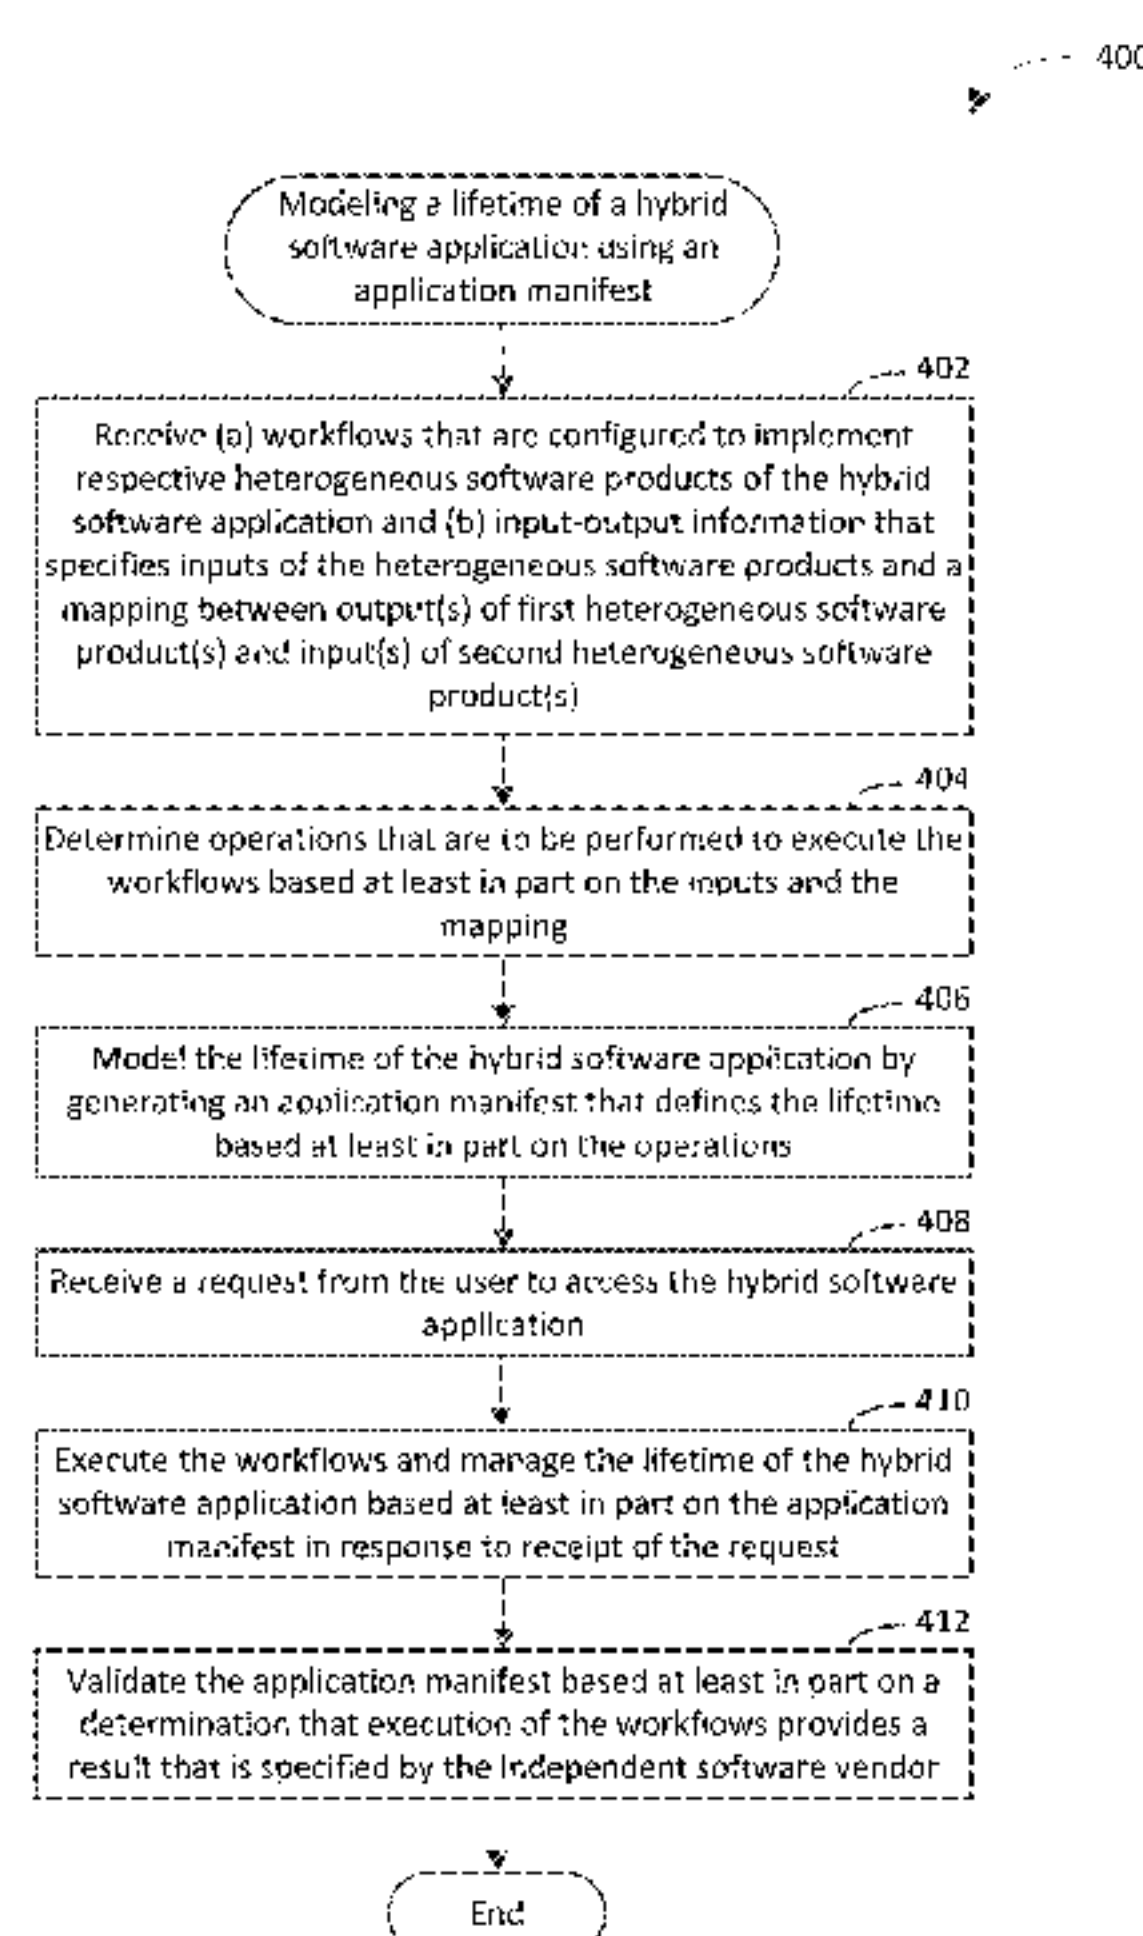 400
Modeling a lifetime of a hybrid
software application using an
application manifest
402
Receive (a) workflows that are configured to implement
respective heterogeneous software products of the hybrid
software application and (b) input-output information that
specifies inputs of the heterogeneous software products and a
mapping between output(s) of first heterogeneous software
product(s) and input(s) of second heterogeneous software
product(s)
404
Determine operations that are to be performed to execute the
workflows based at least in part on the inputs and the
mapping
406
Model the lifetime of the hybrid software application by
generating an application manifest that defines the lifetime
based at least in part on the operations
408
Receive a request from the user to access the hybrid software
application
410
Execute the workflows and manage the lifetime of the hybrid
software application based at least in part on the application
manifest in response to receipt of the request
412
Validate the application manifest based at least in part on a
determination that execution of the workflows provides a
result that is specified by the independent software vendor
End